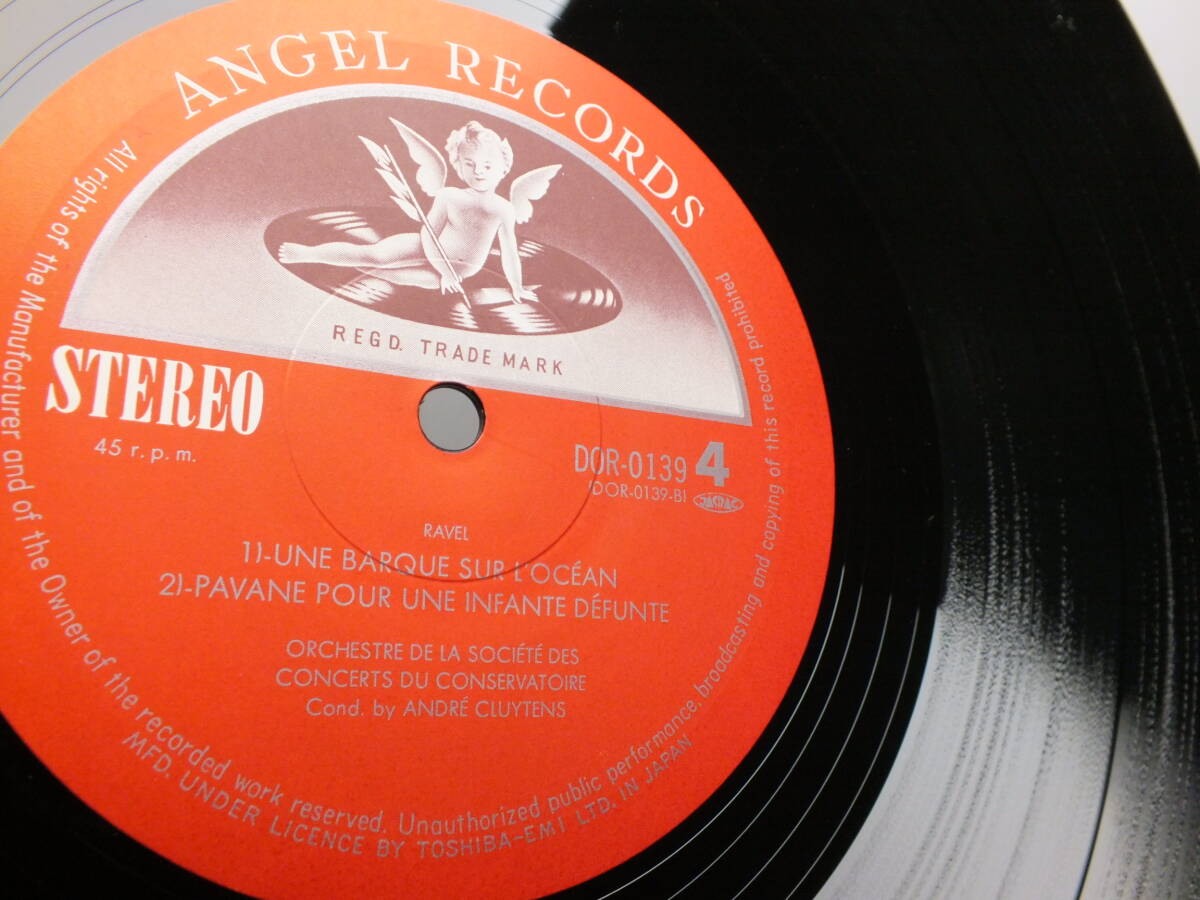 ANGEL RECORDS
REGD. TRADE MARK
STEREO
45 r.p.m.
DOR-0139 4
(DOR-0139-B) JASRAC
RAVEL
1)-UNE BARQUE SUR L'OCÉAN
2)-PAVANE POUR UNE INFANTE DÉFUNTE
ORCHESTRE DE LA SOCIÉTÉ DES
CONCERTS DU CONSERVATOIRE
Cond. by ANDRÉ CLUYTENS
All rights of the Manufacturer and of the Owner of the recorded work reserved. Unauthorized public performance, broadcasting and copying of this record prohibited
MFD. UNDER LICENCE BY TOSHIBA-EMI LTD. IN JAPAN